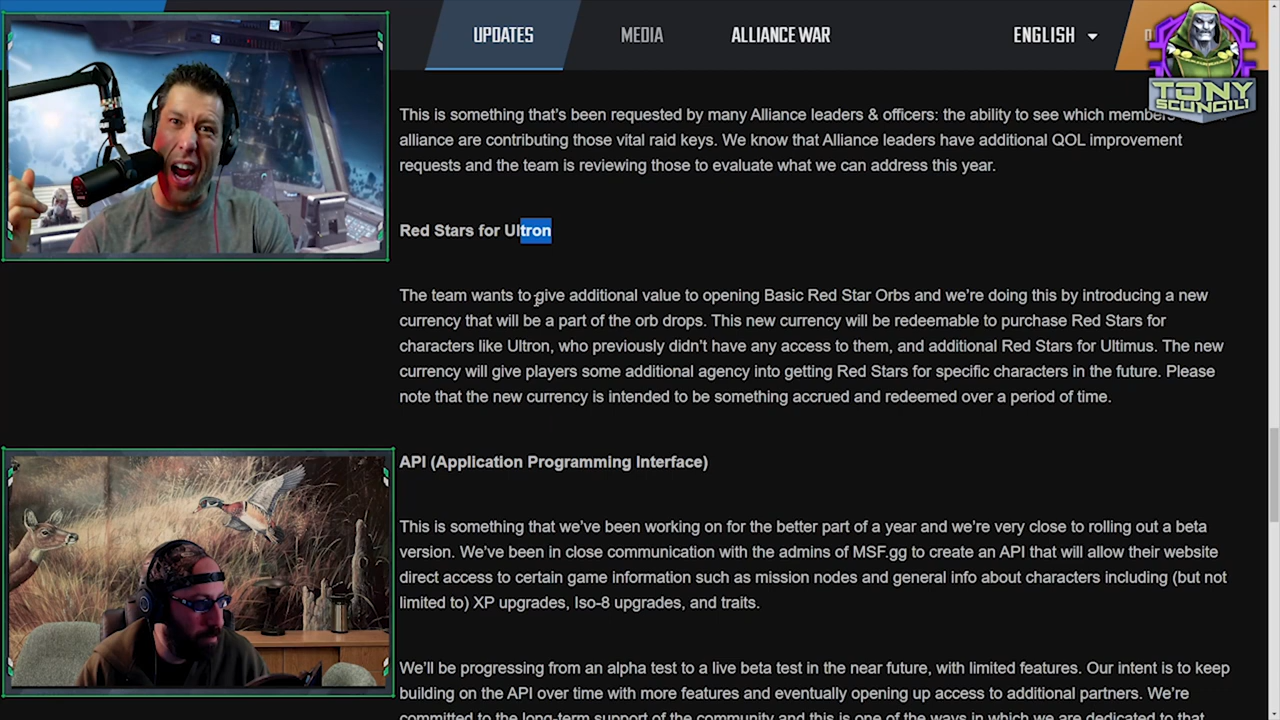 UPDATES
MEDIA
ALLIANCE WAR
ENGLISH
TONY
SCUNGILI
This is something that's been requested by many Alliance leaders & officers: the ability to see which members
alliance are contributing those vital raid keys. We know that Alliance leaders have additional QOL improvement
requests and the team is reviewing those to evaluate what we can address this year.
Red Stars for Ultron
The team wants to give additional value to opening Basic Red Star Orbs and we're doing this by introducing a new
currency that will be a part of the orb drops. This new currency will be redeemable to purchase Red Stars for
characters like Ultron, who previously didn't have any access to them, and additional Red Stars for Ultimus. The new
currency will give players some additional agency into getting Red Stars for specific characters in the future. Please
note that the new currency is intended to be something accrued and redeemed over a period of time.
API (Application Programming Interface)
This is something that we've been working on for the better part of a year and we're very close to rolling out a beta
version. We've been in close communication with the admins of MSF.gg to create an API that will allow their website
direct access to certain game information such as mission nodes and general info about characters including (but not
limited to) XP upgrades, Iso-8 upgrades, and traits.
We'll be progressing from an alpha test to a live beta test in the near future, with limited features. Our intent is to keep
building on the API over time with more features and eventually opening up access to additional partners. We're
committed to the long-term support of the community and this is one of the ways in which we are dedicated to that